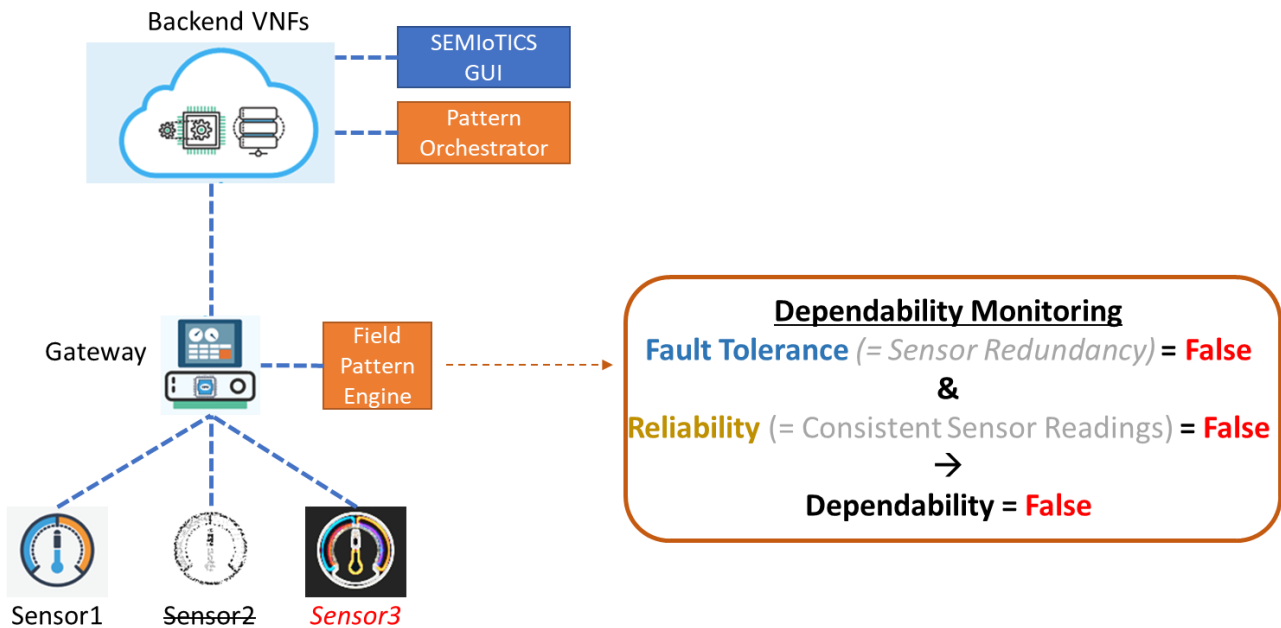 Backend VNFs
SEMIoTICS
GUI
Pattern
Orchestrator
Gateway
Field
Pattern
Engine
Dependability Monitoring
Fault Tolerance (= Sensor Redundancy) = False
&
Reliability (= Consistent Sensor Readings) = False
→
Dependability = False
Sensor1
Sensor2
Sensor3